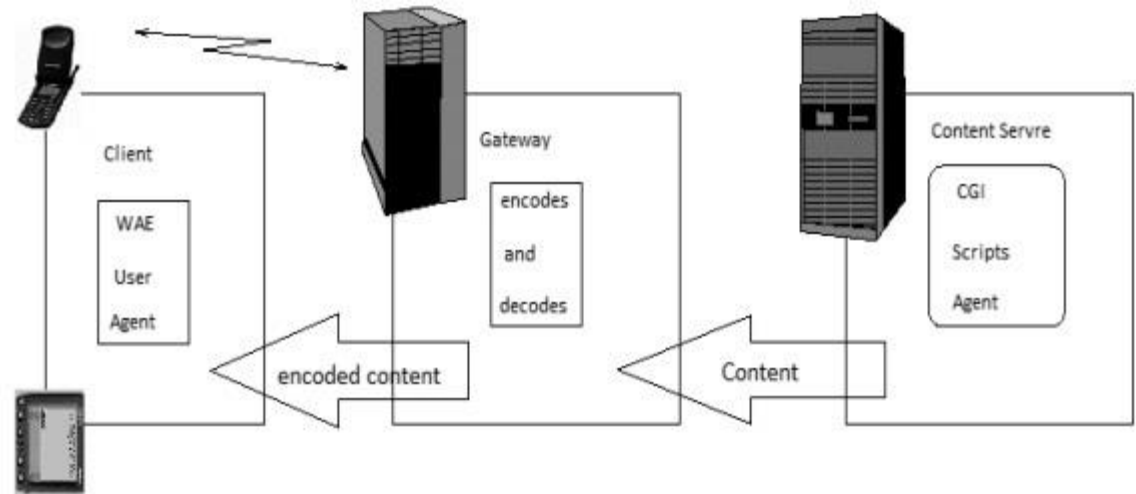 Client
WAE
User
Agent
Gateway
encodes
and
decodes
Content Servre
CGI
Scripts
Agent
encoded content
Content